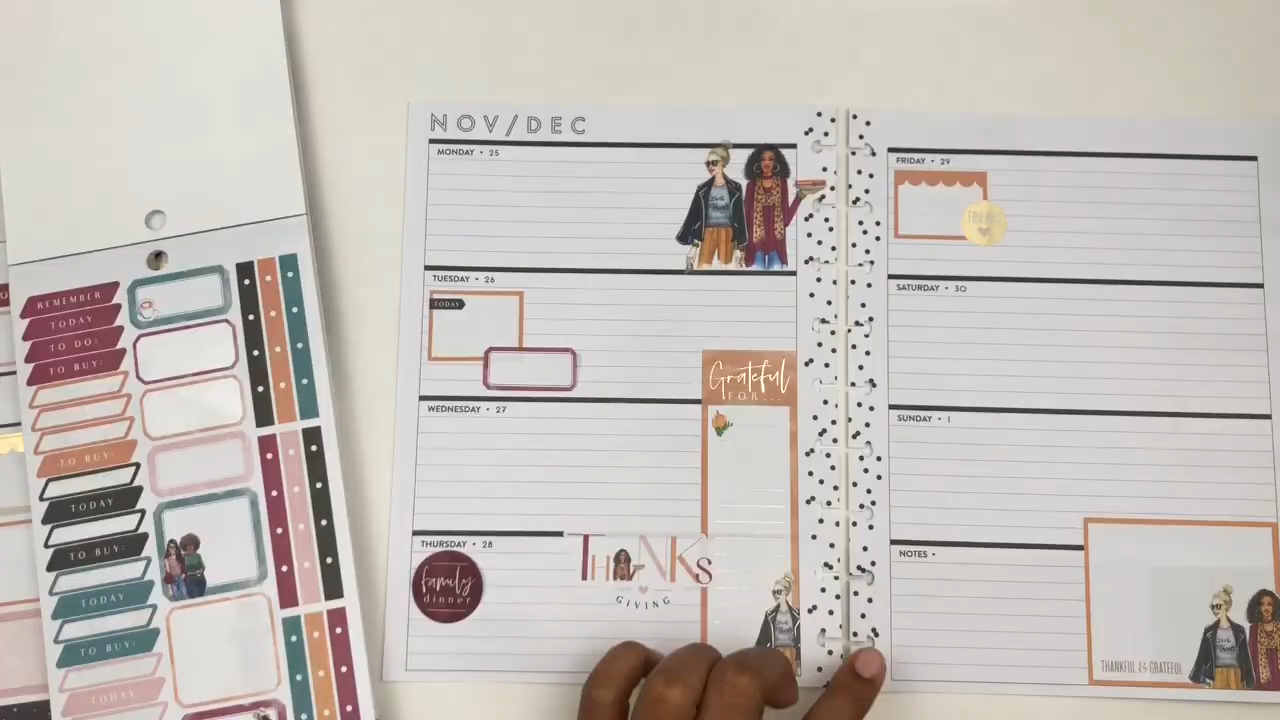 REMEMBER
TODAY
TO DO:
TO BUY:
TO BUY:
TODAY
TO BUY:
TODAY
TO BUY:
TODAY
NOV/DEC
MONDAY • 25
TUESDAY • 26
TODAY
WEDNESDAY • 27
Grateful
FOR...
THURSDAY • 28
family
dinner
THANKS
GIVING
FRIDAY • 29
SATURDAY • 30
SUNDAY • 1
NOTES •
THANKFUL & GRATEFUL